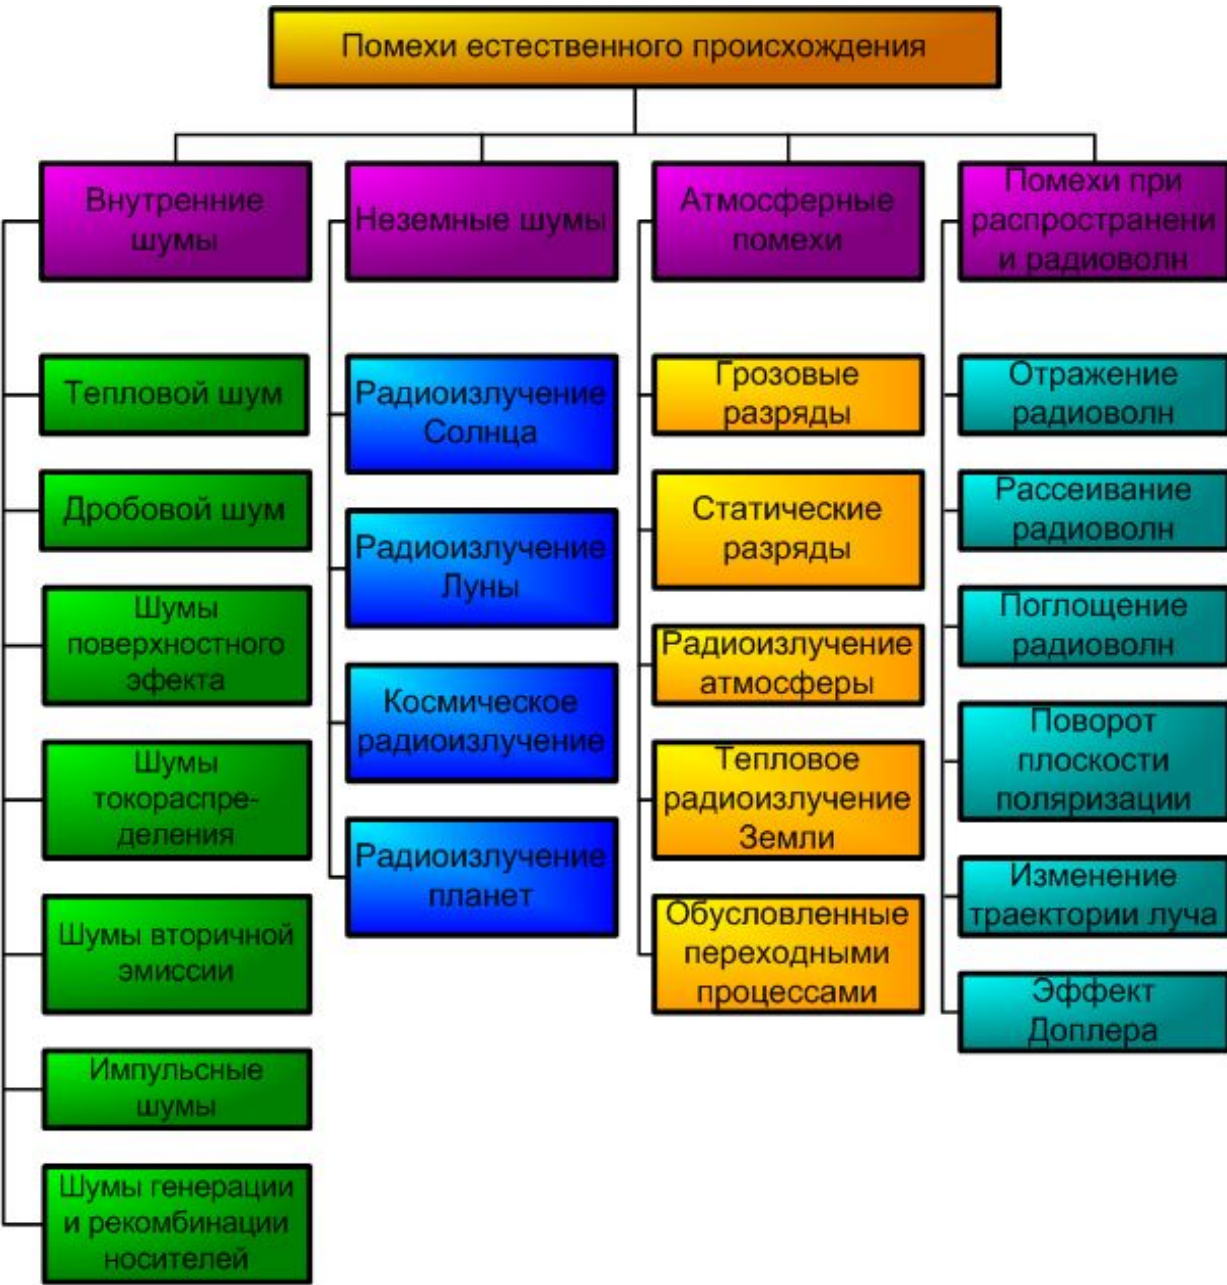 Помехи естественного происхождения
Внутренние
шумы
Неземные шумы
Атмосферные
помехи
Помехи при
распространени
и радиоволн
Тепловой шум
Дробовой шум
Шумы
поверхностного
эфекта
Шумы
токораспре-
деления
Шумы вторичной
эмиссии
Импульсные
шумы
Шумы генерации
и рекомбинации
носителей
Радиоизлучение
Солнца
Радиоизлучение
Луны
Космическое
радиоизлучение
Радиоизлучение
планет
Грозовые
разряды
Статические
разряды
Радиоизлучение
атмосферы
Тепловое
радиоизлучение
Земли
Обусловленные
переходными
процессами
Отражение
радиоволн
Рассеивание
радиоволн
Поглощение
радиоволн
Поворот
плоскости
поляризации
Изменение
траектории луча
Эффект
Доплера